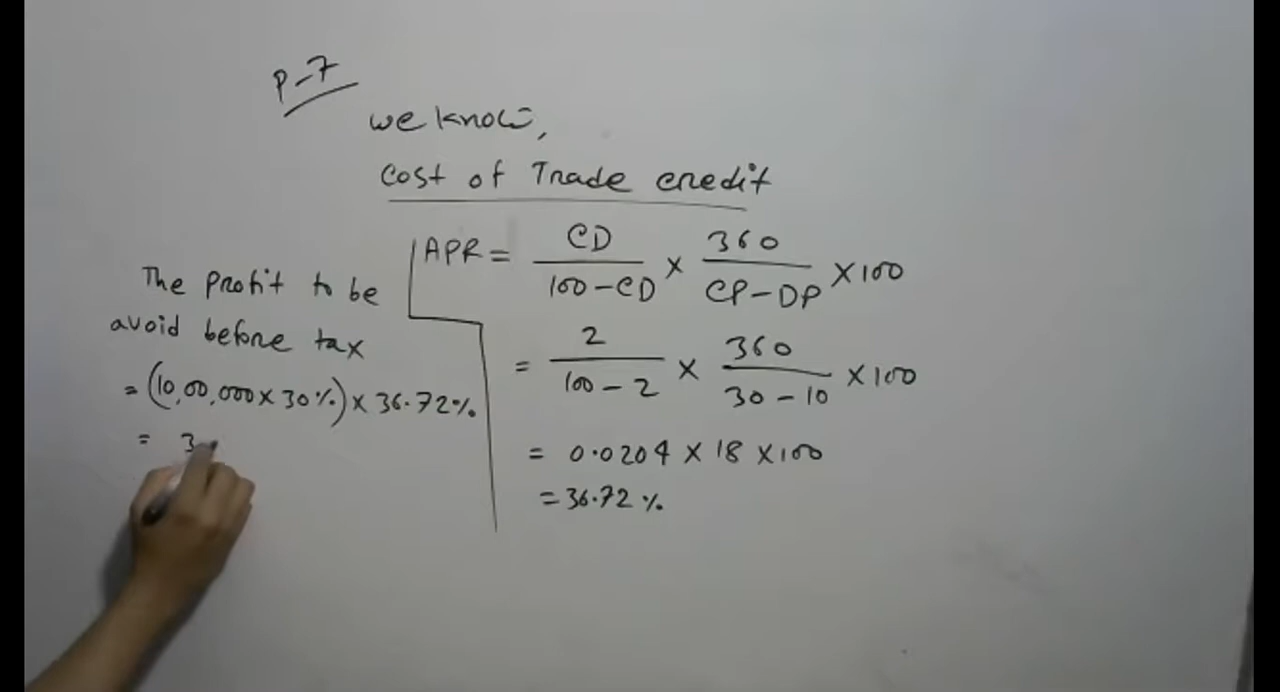 P-7
we know,
Cost of Trade credit
APR = CD / 100 - CD × 360 / CP - DP × 100
= 2 / 100 - 2 × 360 / 30 - 10 × 100
= 0.0204 × 18 × 100
= 36.72%
The profit to be
avoid before tax
= (10,00,000 × 30%) × 36.72%
= 3